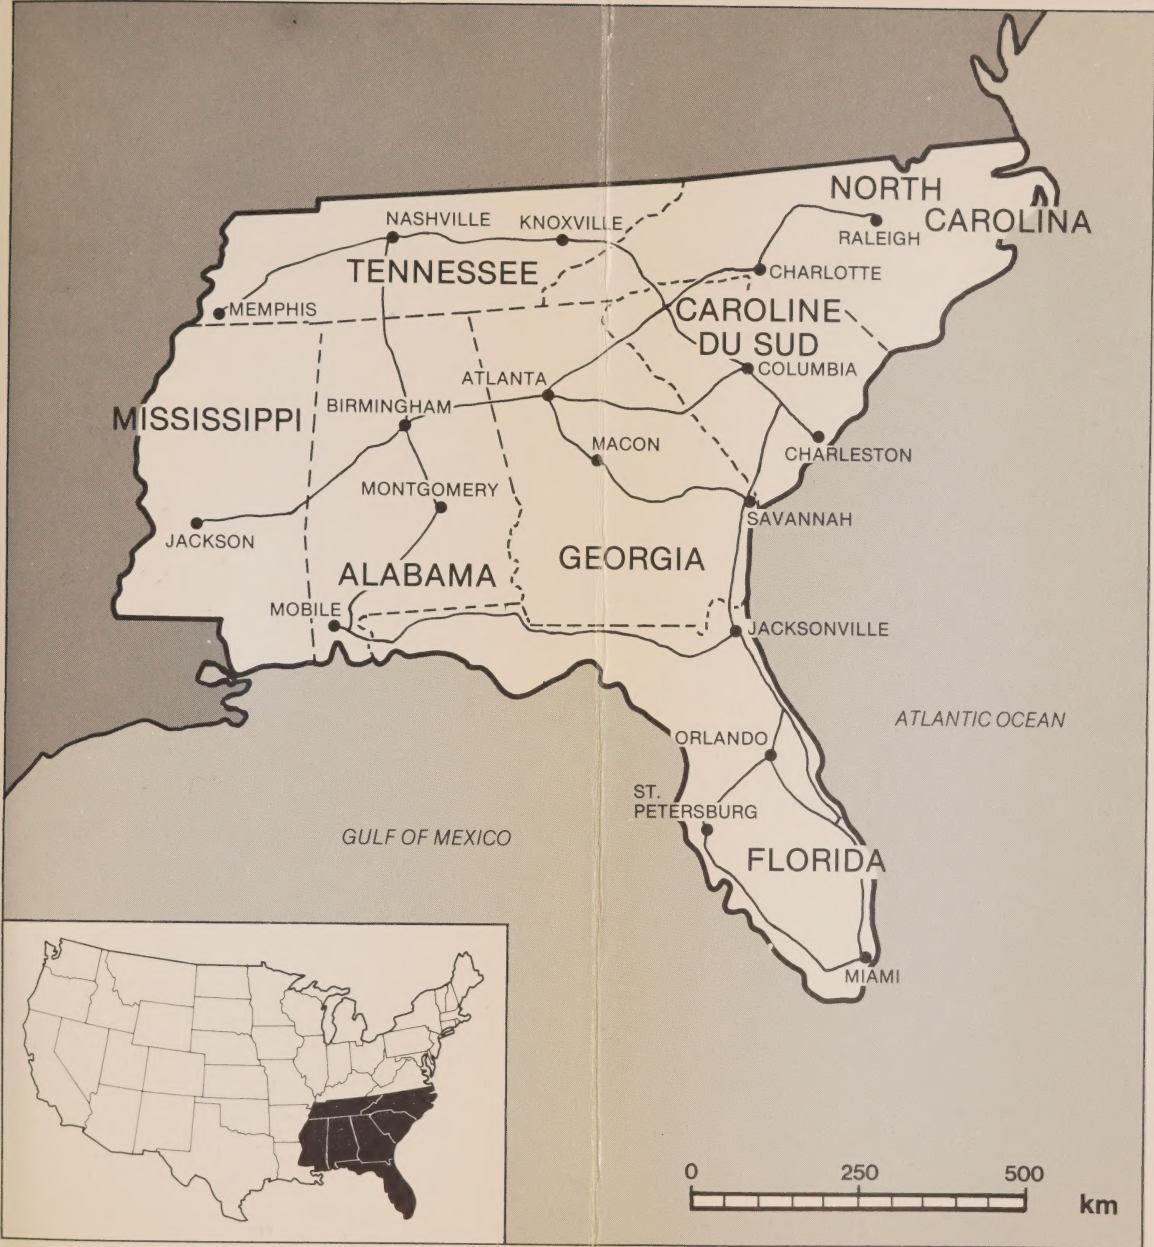 NORTH
CAROLINA
NASHVILLE
KNOXVILLE
RALEIGH
TENNESSEE
CHARLOTTE
MEMPHIS
CAROLINE
DU SUD
COLUMBIA
ATLANTA
MISSISSIPPI
BIRMINGHAM
MACON
CHARLESTON
MONTGOMERY
SAVANNAH
JACKSON
GEORGIA
ALABAMA
MOBILE
JACKSONVILLE
ATLANTIC OCEAN
ORLANDO
ST.
PETERSBURG
GULF OF MEXICO
FLORIDA
MIAMI
0 250 500
km